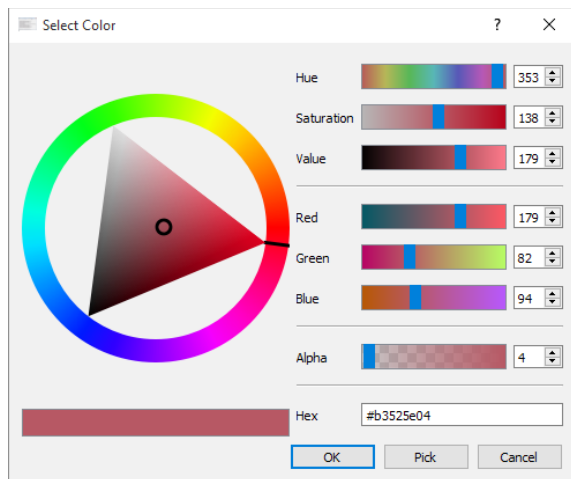 Select Color
?
Hue 353
Saturation 138
Value 179
Red 179
Green 82
Blue 94
Alpha 4
Hex #b3525e04
OK Pick Cancel